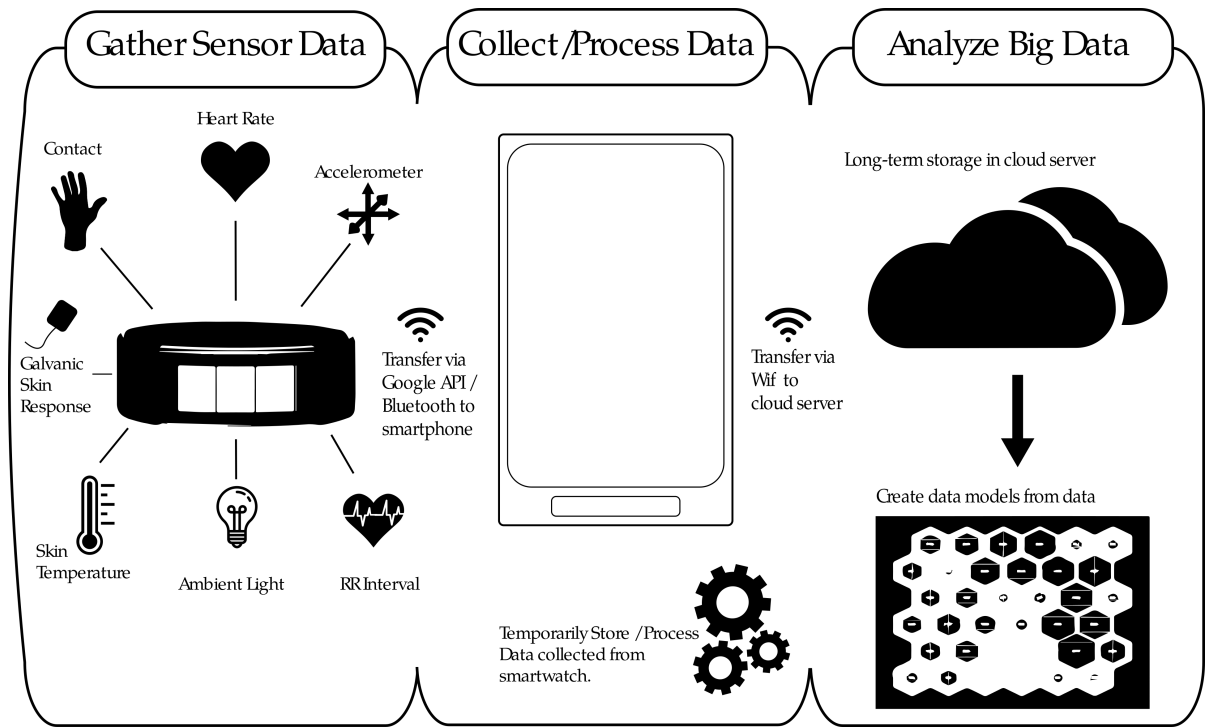 Gather Sensor Data
Collect/Process Data
Analyze Big Data
Heart Rate
Contact
Accelerometer
Galvanic
Skin
Response
Skin
Temperature
Ambient Light
RR Interval
Transfer via
Google API /
Bluetooth to
smartphone
Temporarily Store /Process
Data collected from
smartwatch.
Transfer via
Wif to
cloud server
Long-term storage in cloud server
Create data models from data